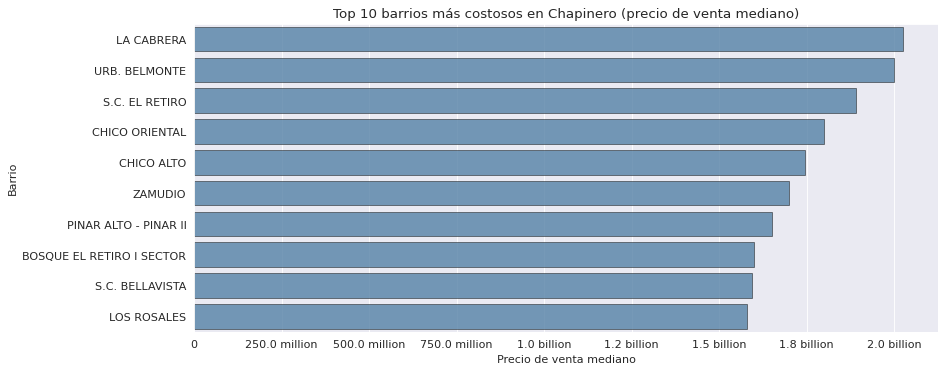 Top 10 barrios más costosos en Chapinero (precio de venta mediano)
LA CABRERA
URB. BELMONTE
S.C. EL RETIRO
CHICO ORIENTAL
CHICO ALTO
ZAMUDIO
PINAR ALTO - PINAR II
BOSQUE EL RETIRO I SECTOR
S.C. BELLAVISTA
LOS ROSALES
Barrio
0 250.0 million 500.0 million 750.0 million 1.0 billion 1.2 billion 1.5 billion 1.8 billion 2.0 billion
Precio de venta mediano